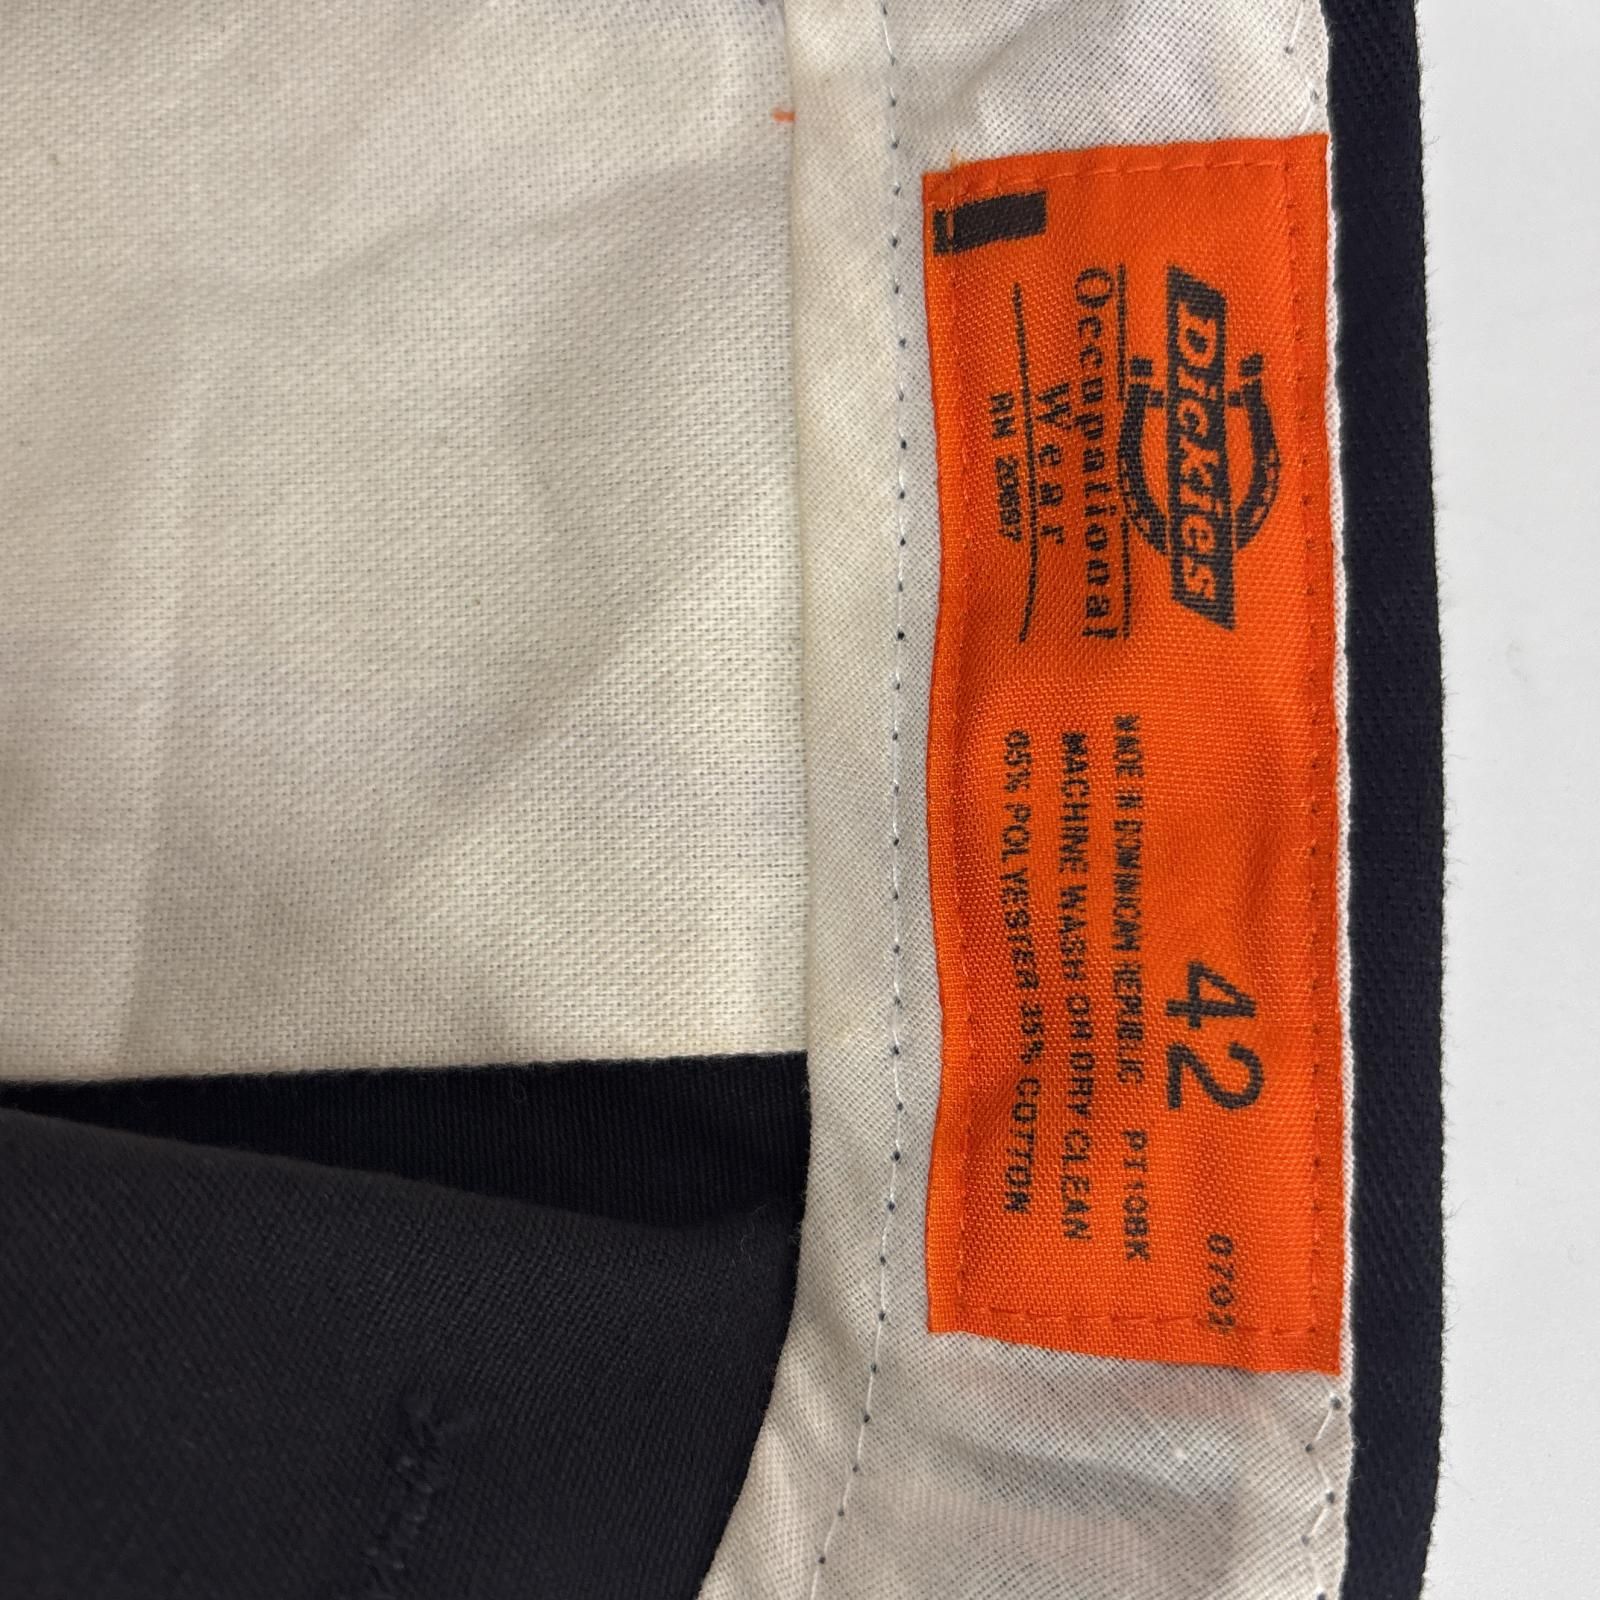 Dickies
Occupational
Wear
RN 20697
42
0702
MADE IN DOMINICAN REPUBLIC PT10BK
MACHINE WASH OR DRY CLEAN
65% POLYESTER 35% COTTON